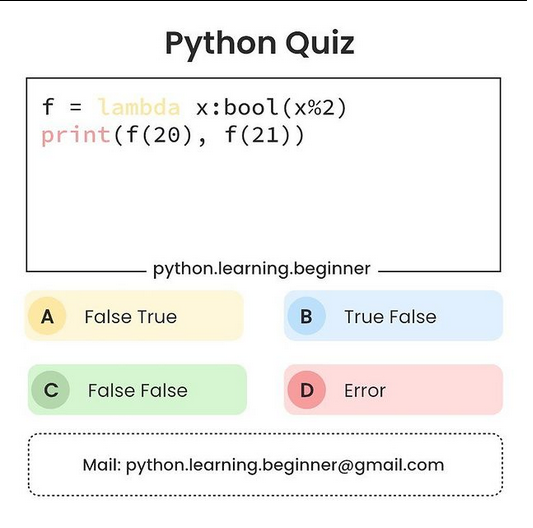 Python Quiz
f = lambda x:bool(x%2)
print(f(20), f(21))
python.learning.beginner
A False True
B True False
C False False
D Error
Mail: python.learning.beginner@gmail.com